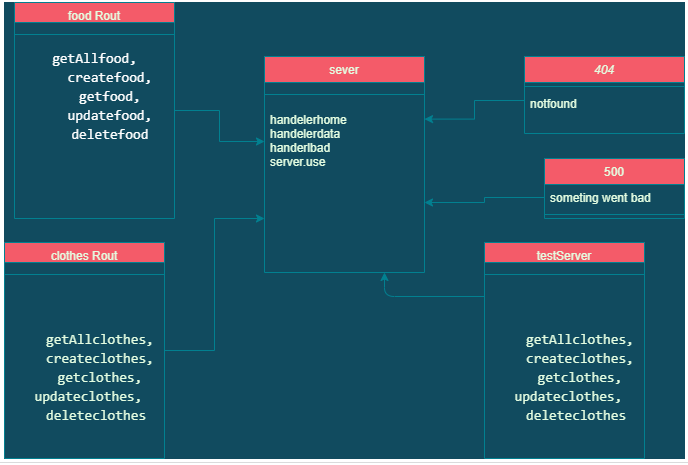 food Rout
getAllfood,
createfood,
getfood,
updatefood,
deletefood
sever
handelerhome
handelerdata
handerlbad
server.use
404
notfound
500
someting went bad
clothes Rout
getAllclothes,
createclothes,
getclothes,
updateclothes,
deleteclothes
testServer
getAllclothes,
createclothes,
getclothes,
updateclothes,
deleteclothes